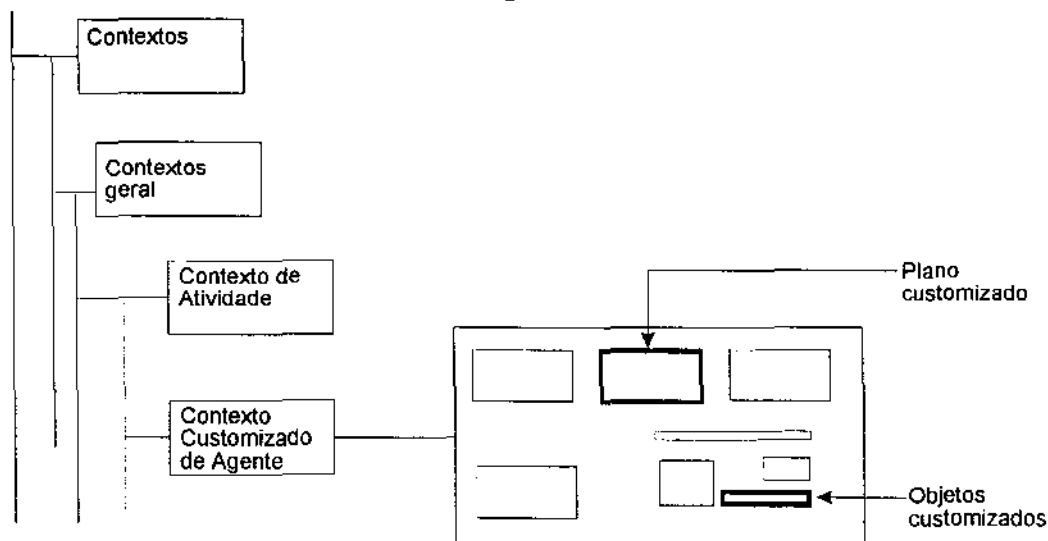 Contextos
Contextos
geral
Contexto de
Atividade
Plano
customizado
Contexto
Customizado
de Agente
Objetos
customizados